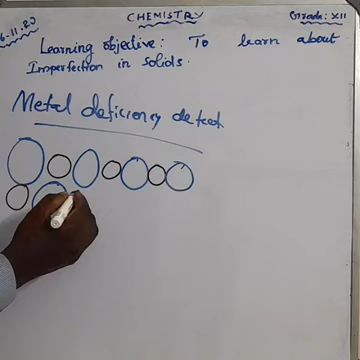 CHEMISTRY
Grade: XII
6-11-20
Learning objective: To learn about
Imperfection in solids.
Metal deficiency defect